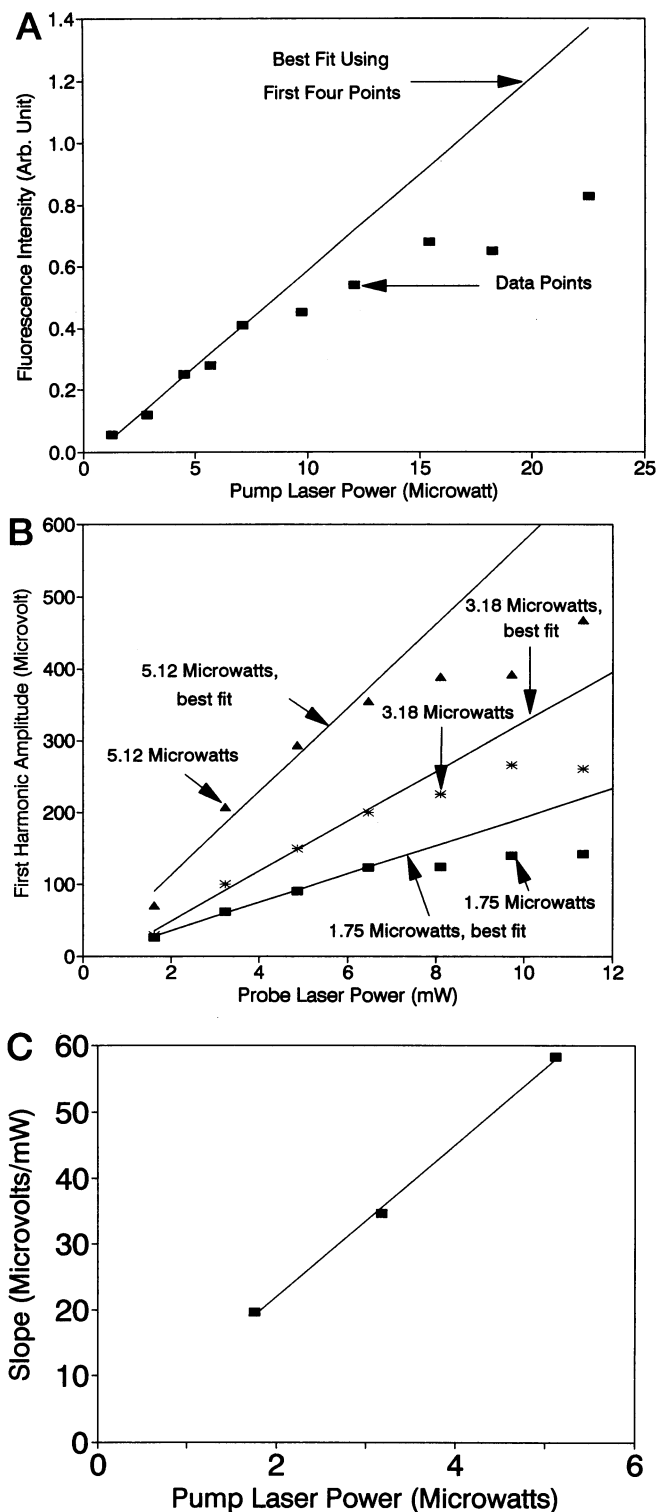 A
Fluorescence Intensity (Arb. Unit)
1.4
1.2
1.0
0.8
0.6
0.4
0.2
0.0
Best Fit Using
First Four Points
Data Points
0 5 10 15 20 25
Pump Laser Power (Microwatt)
B
First Harmonic Amplitude (Microvolt)
600
500
400
300
200
100
0
3.18 Microwatts,
best fit
5.12 Microwatts,
best fit
3.18 Microwatts
5.12 Microwatts
1.75 Microwatts
1.75 Microwatts, best fit
0 2 4 6 8 10 12
Probe Laser Power (mW)
C
Slope (Microvolts/mW)
60
50
40
30
20
10
0
0 2 4 6
Pump Laser Power (Microwatts)